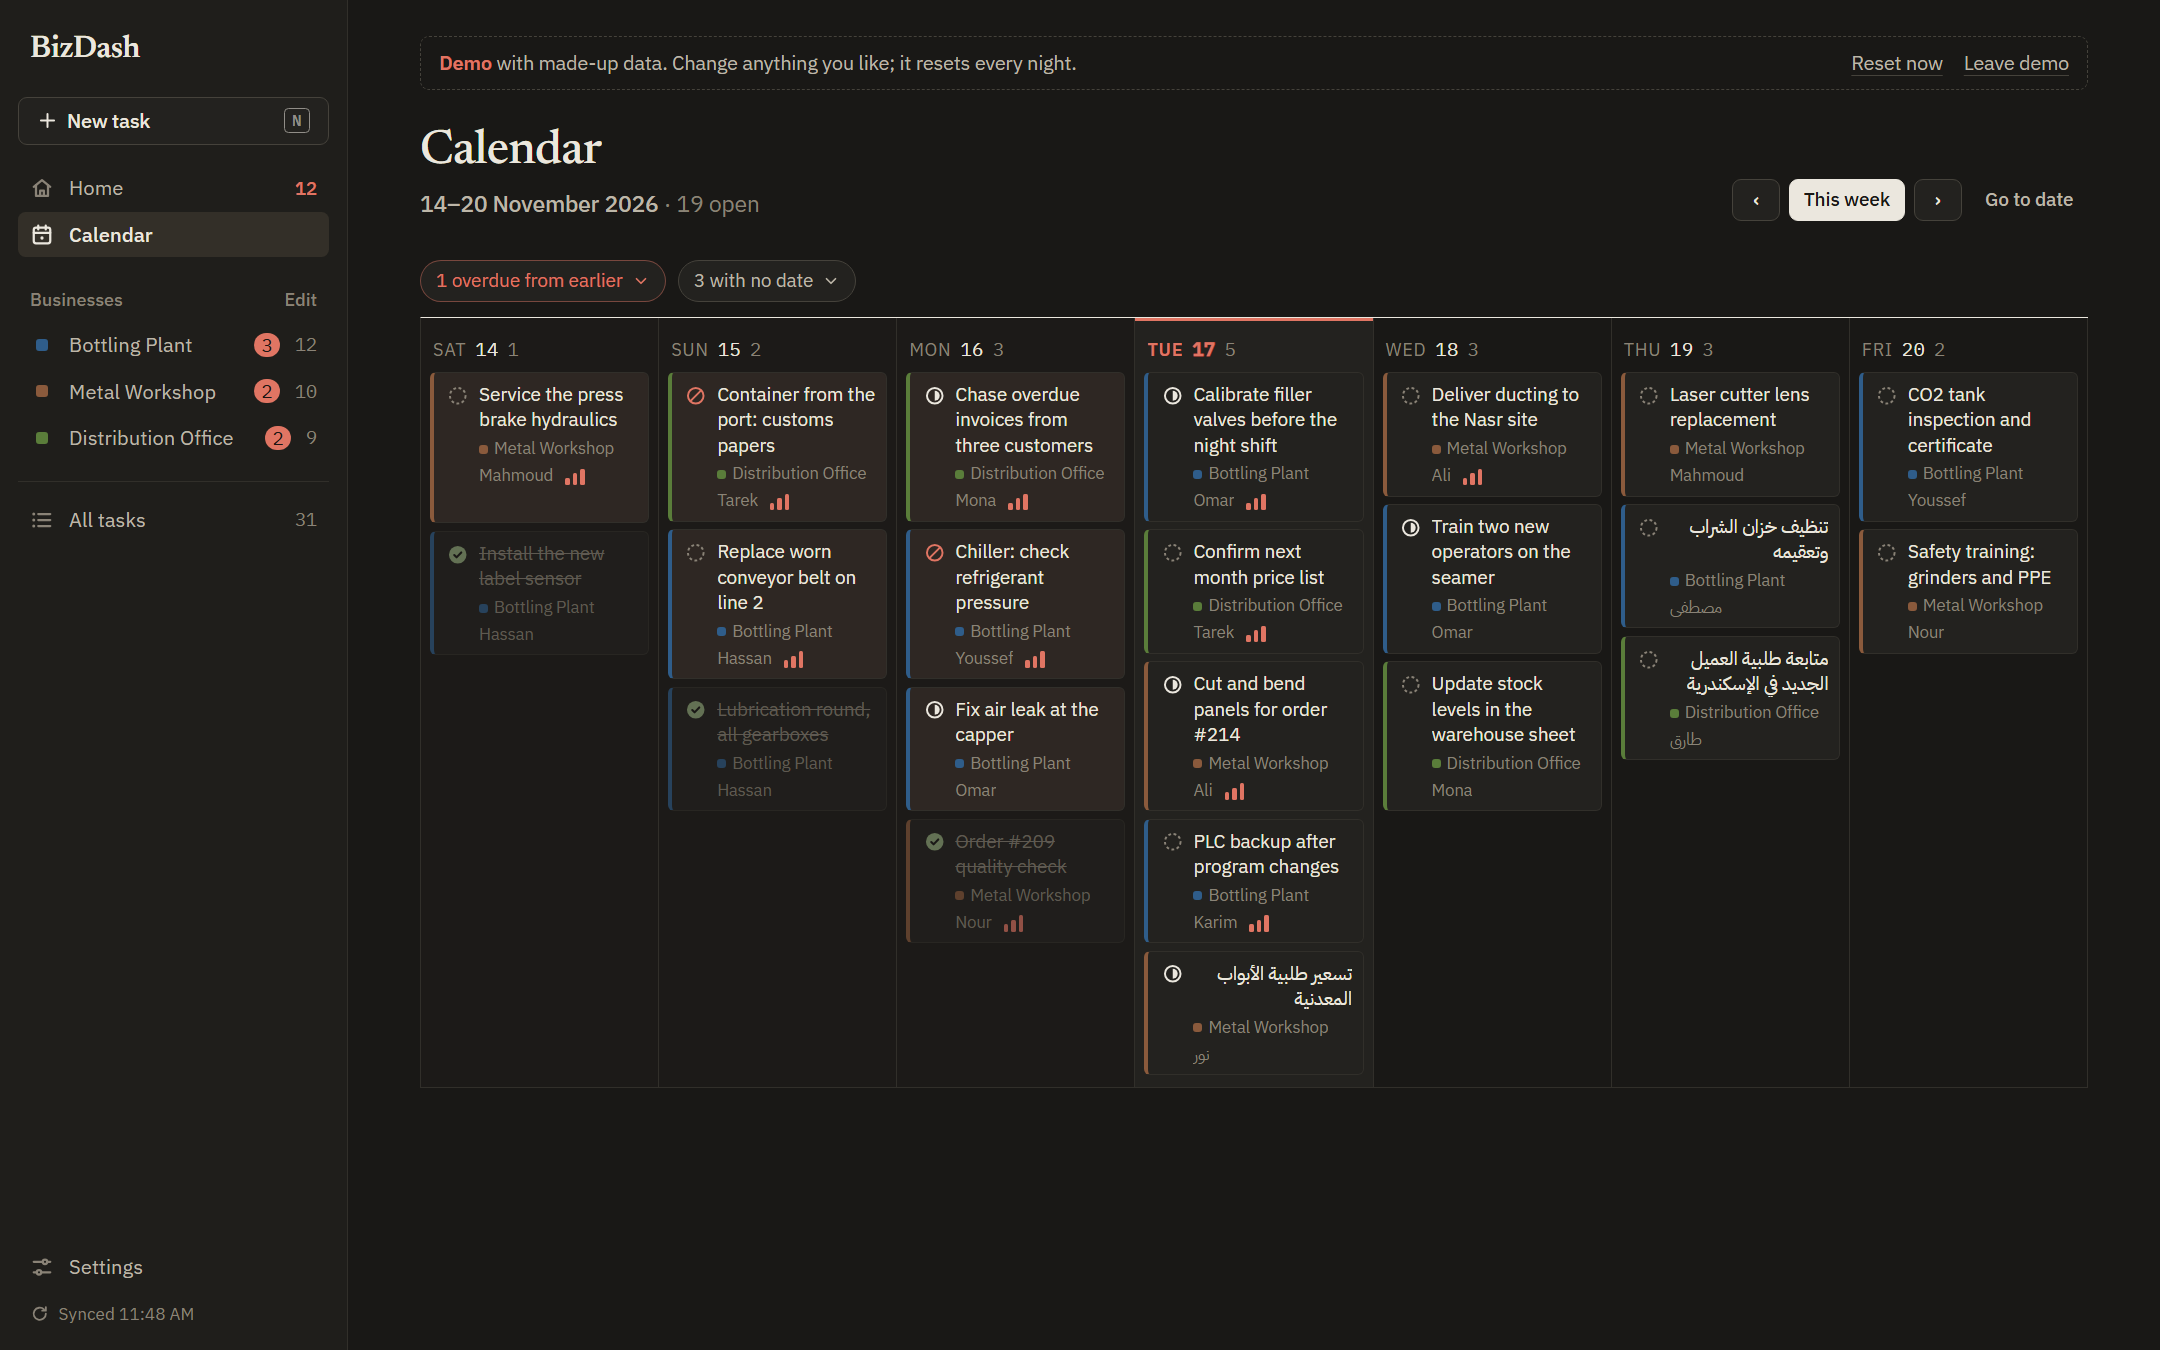 BizDash
New task N
Home 12
Calendar
Businesses Edit
Bottling Plant 3 12
Metal Workshop 2 10
Distribution Office 2 9
All tasks 31
Settings
Synced 11:48 AM
Demo with made-up data. Change anything you like; it resets every night. Reset now Leave demo
Calendar
14–20 November 2026 · 19 open
‹ This week › Go to date
1 overdue from earlier
3 with no date
SAT 14 1
Service the press
brake hydraulics
Metal Workshop
Mahmoud
Install the new
label sensor
Bottling Plant
Hassan
SUN 15 2
Container from the
port: customs
papers
Distribution Office
Tarek
Replace worn
conveyor belt on
line 2
Bottling Plant
Hassan
Lubrication round,
all gearboxes
Bottling Plant
Hassan
MON 16 3
Chase overdue
invoices from
three customers
Distribution Office
Mona
Chiller: check
refrigerant
pressure
Bottling Plant
Youssef
Fix air leak at the
capper
Bottling Plant
Omar
Order #209
quality check
Metal Workshop
Nour
TUE 17 5
Calibrate filler
valves before the
night shift
Bottling Plant
Omar
Confirm next
month price list
Distribution Office
Tarek
Cut and bend
panels for order
#214
Metal Workshop
Ali
PLC backup after
program changes
Bottling Plant
Karim
تسعير طلبية الأبواب
المعدنية
Metal Workshop
نور
WED 18 3
Deliver ducting to
the Nasr site
Metal Workshop
Ali
Train two new
operators on the
seamer
Bottling Plant
Omar
Update stock
levels in the
warehouse sheet
Distribution Office
Mona
THU 19 3
Laser cutter lens
replacement
Metal Workshop
Mahmoud
تنظيف خزان الشراب
وتعقيمه
Bottling Plant
مصطفى
متابعة طلبية العميل
الجديد في الإسكندرية
Distribution Office
طارق
FRI 20 2
CO2 tank
inspection and
certificate
Bottling Plant
Youssef
Safety training:
grinders and PPE
Metal Workshop
Nour